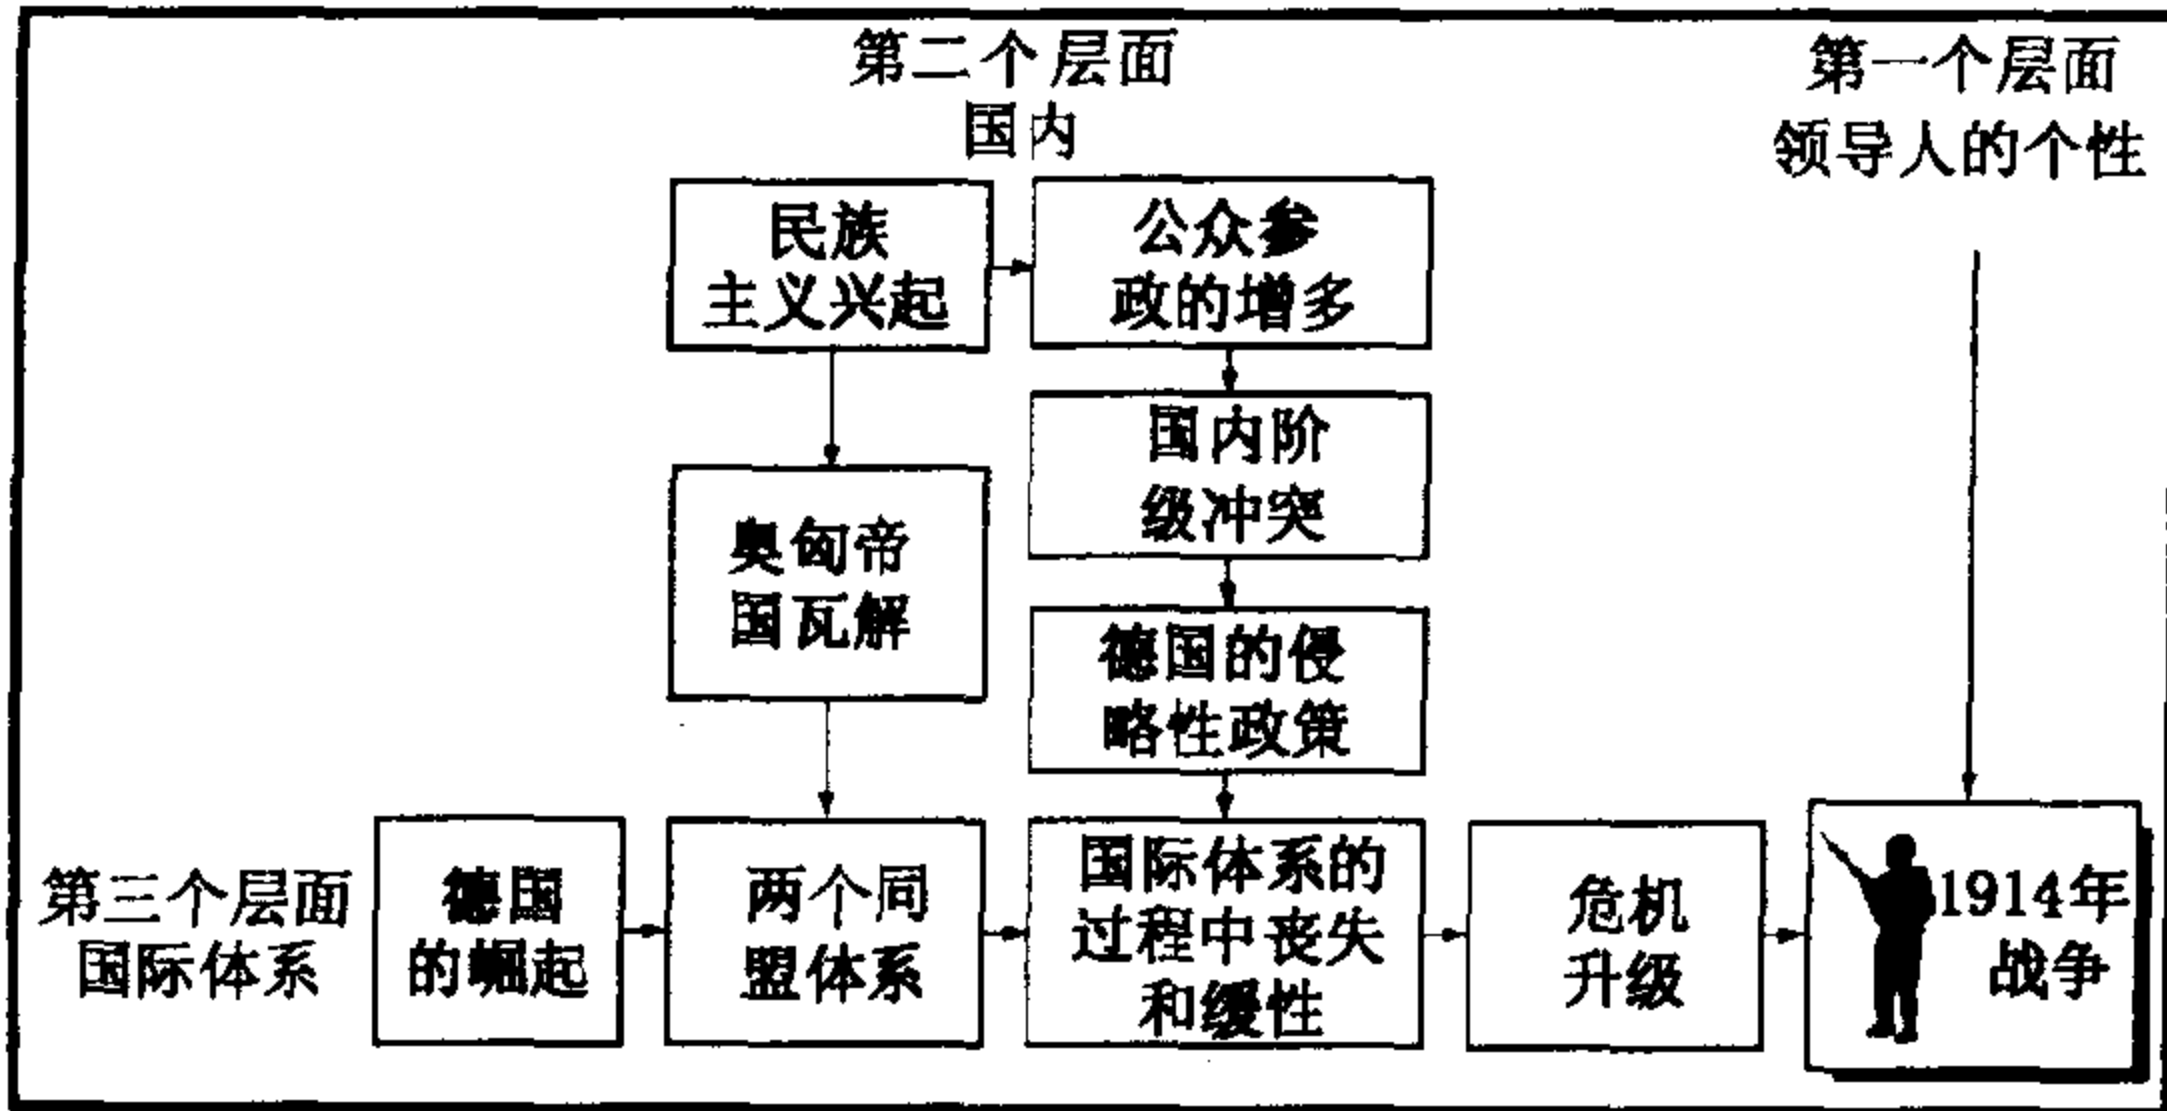 第二个层面
国内
第一个层面
领导人的个性
民族
主义兴起
公众参
政的增多
国内阶
级冲突
奥匈帝
国瓦解
德国的侵
略性政策
第三个层面
国际体系
德国
的崛起
两个同
盟体系
国际体系的
过程中丧失
和缓性
危机
升级
1914年
战争